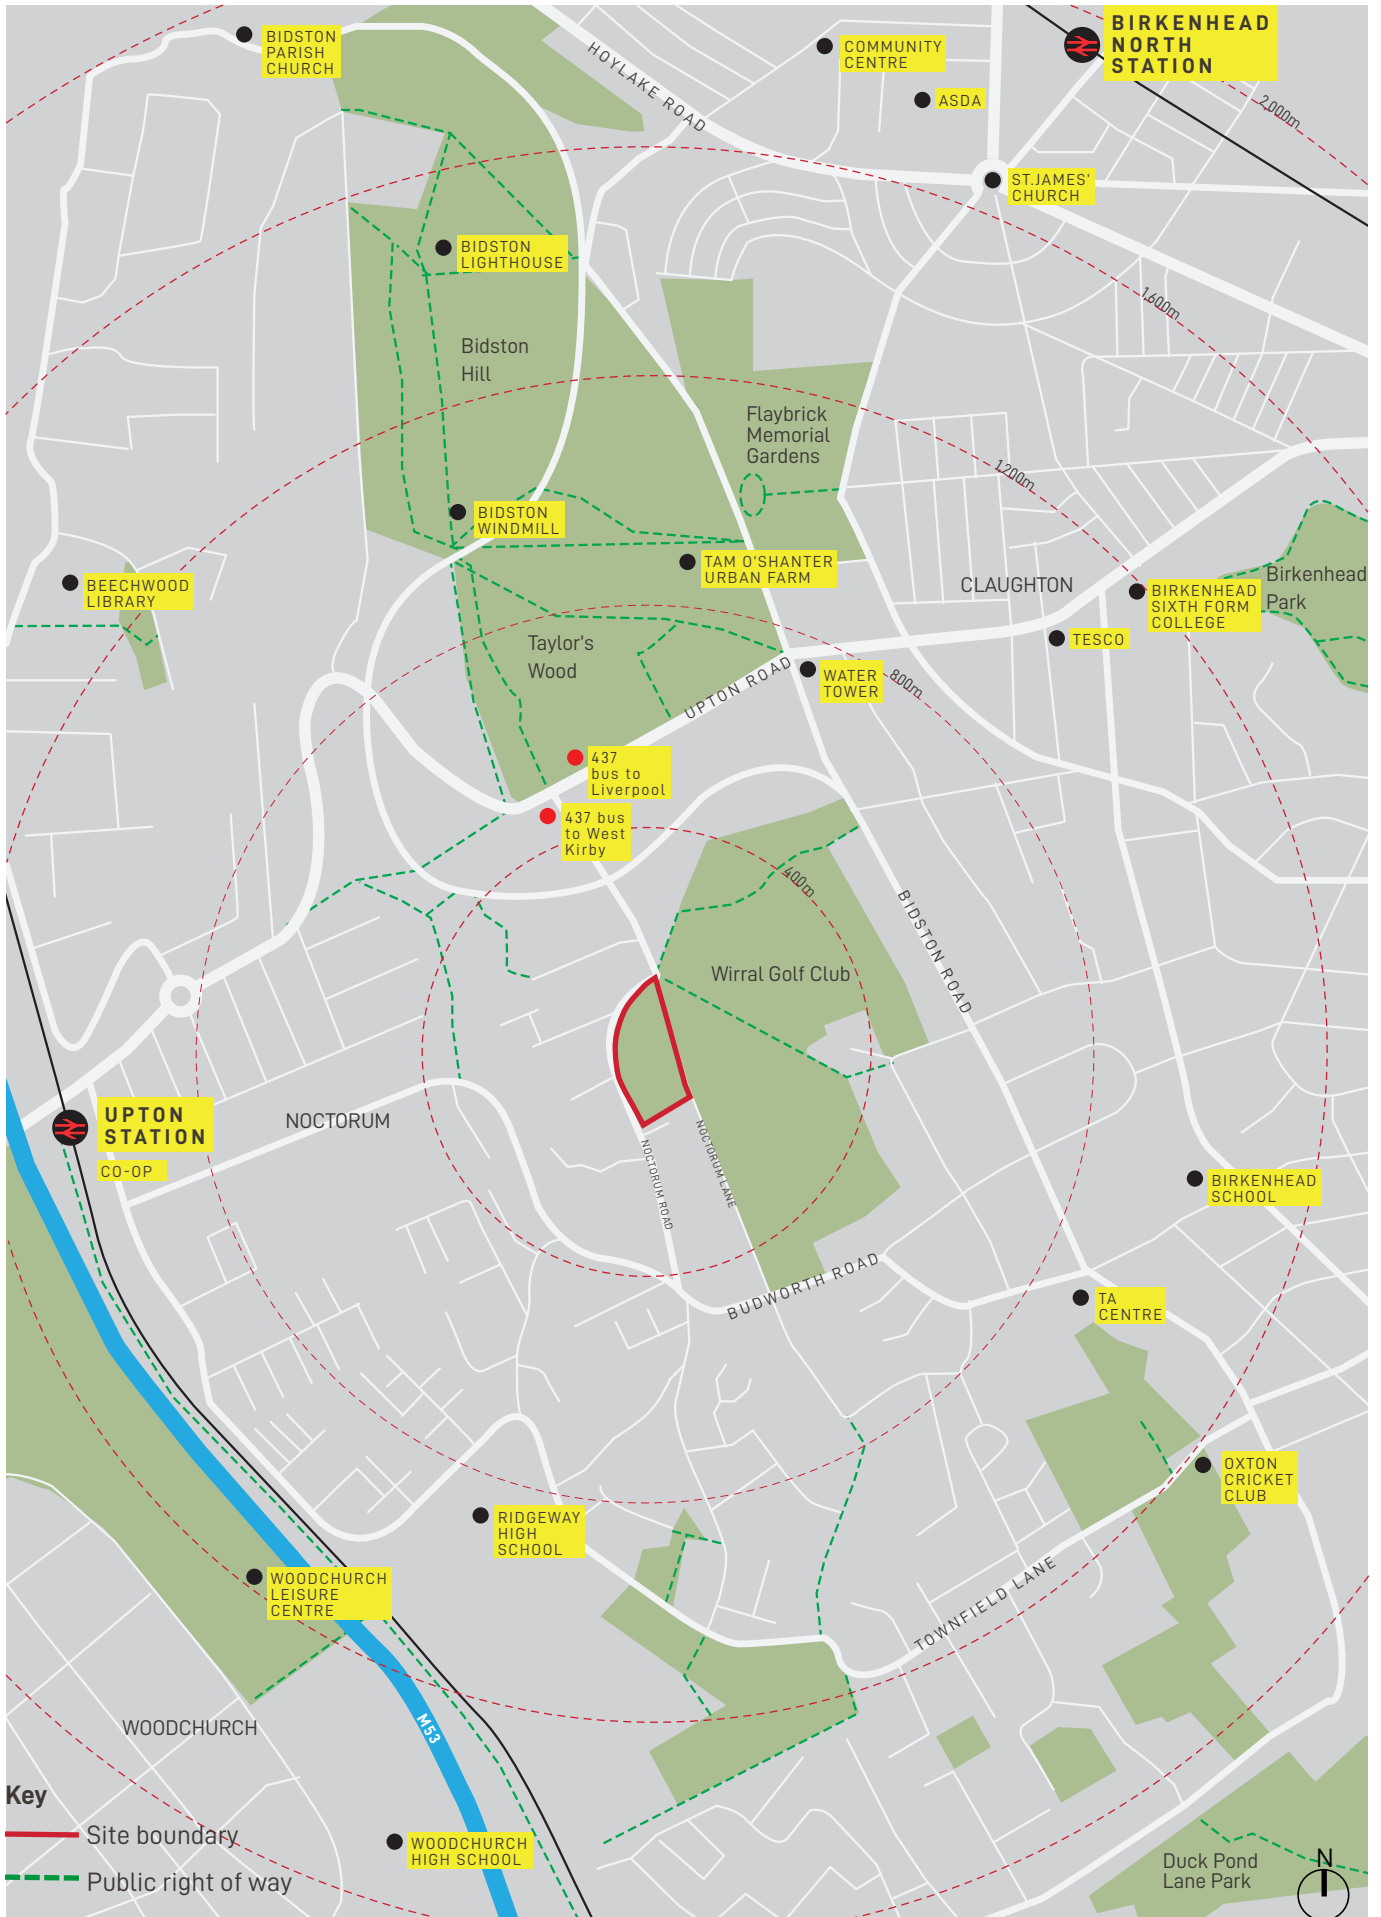 BIDSTON
PARISH
CHURCH
HOYLAKE ROAD
COMMUNITY
CENTRE
ASDA
BIRKENHEAD
NORTH
STATION
2,000m
ST.JAMES'
CHURCH
BIDSTON
LIGHTHOUSE
1,600m
Bidston
Hill
Flaybrick
Memorial
Gardens
1,200m
BIDSTON
WINDMILL
TAM O'SHANTER
URBAN FARM
BEECHWOOD
LIBRARY
CLAUGHTON
BIRKENHEAD
SIXTH FORM
COLLEGE
Birkenhead
Park
TESCO
Taylor's
Wood
UPTON ROAD
WATER
TOWER
800m
437
bus to
Liverpool
437 bus
to West
Kirby
400m
BIDSTON ROAD
Wirral Golf Club
UPTON
STATION
CO-OP
NOCTORUM
NOCTORUM ROAD
NOCTORUM LANE
BIRKENHEAD
SCHOOL
BUDWORTH ROAD
TA
CENTRE
OXTON
CRICKET
CLUB
RIDGEWAY
HIGH
SCHOOL
WOODCHURCH
LEISURE
CENTRE
TOWNFIELD LANE
WOODCHURCH
M53
Key
Site boundary
Public right of way
WOODCHURCH
HIGH SCHOOL
Duck Pond
Lane Park
N